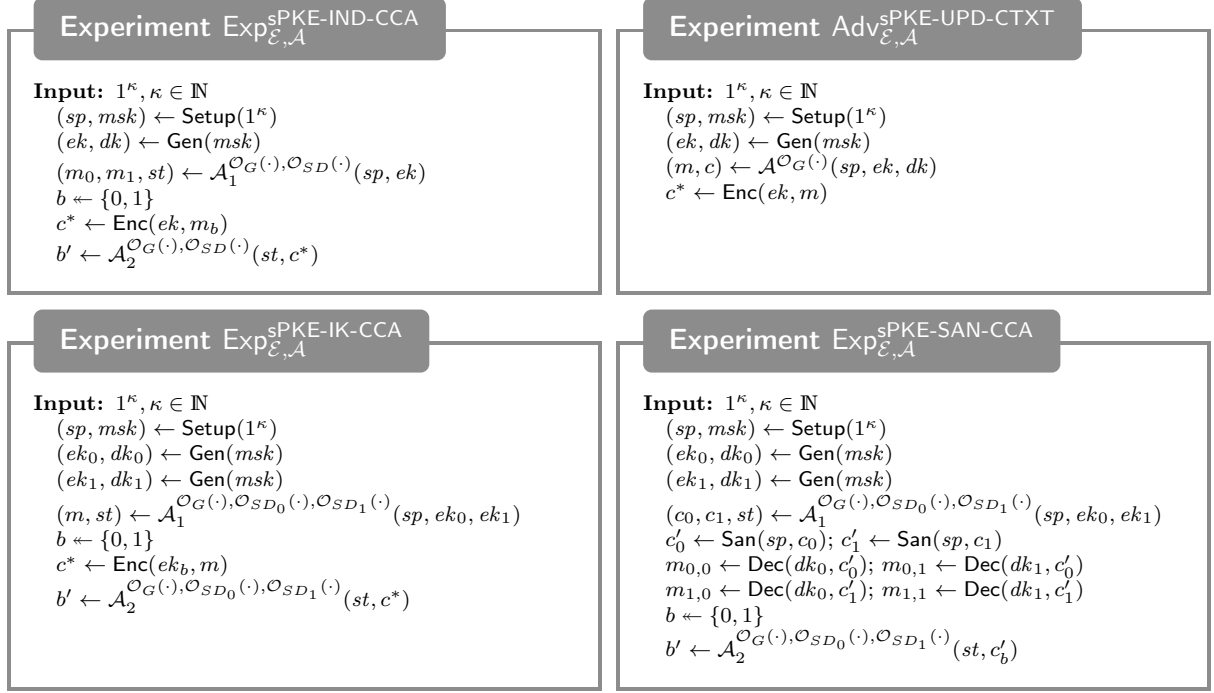 Experiment Exp^{sPKE-IND-CCA}_{ℰ,𝒜}
Input: 1^κ, κ ∈ ℕ
(sp, msk) ← Setup(1^κ)
(ek, dk) ← Gen(msk)
(m_0, m_1, st) ← 𝒜_1^{𝒪_G(·),𝒪_{SD}(·)}(sp, ek)
b ↞ {0, 1}
c* ← Enc(ek, m_b)
b′ ← 𝒜_2^{𝒪_G(·),𝒪_{SD}(·)}(st, c*)
Experiment Adv^{sPKE-UPD-CTXT}_{ℰ,𝒜}
Input: 1^κ, κ ∈ ℕ
(sp, msk) ← Setup(1^κ)
(ek, dk) ← Gen(msk)
(m, c) ← 𝒜^{𝒪_G(·)}(sp, ek, dk)
c* ← Enc(ek, m)
Experiment Exp^{sPKE-IK-CCA}_{ℰ,𝒜}
Input: 1^κ, κ ∈ ℕ
(sp, msk) ← Setup(1^κ)
(ek_0, dk_0) ← Gen(msk)
(ek_1, dk_1) ← Gen(msk)
(m, st) ← 𝒜_1^{𝒪_G(·),𝒪_{SD_0}(·),𝒪_{SD_1}(·)}(sp, ek_0, ek_1)
b ↞ {0, 1}
c* ← Enc(ek_b, m)
b′ ← 𝒜_2^{𝒪_G(·),𝒪_{SD_0}(·),𝒪_{SD_1}(·)}(st, c*)
Experiment Exp^{sPKE-SAN-CCA}_{ℰ,𝒜}
Input: 1^κ, κ ∈ ℕ
(sp, msk) ← Setup(1^κ)
(ek_0, dk_0) ← Gen(msk)
(ek_1, dk_1) ← Gen(msk)
(c_0, c_1, st) ← 𝒜_1^{𝒪_G(·),𝒪_{SD_0}(·),𝒪_{SD_1}(·)}(sp, ek_0, ek_1)
c′_0 ← San(sp, c_0); c′_1 ← San(sp, c_1)
m_{0,0} ← Dec(dk_0, c′_0); m_{0,1} ← Dec(dk_1, c′_0)
m_{1,0} ← Dec(dk_0, c′_1); m_{1,1} ← Dec(dk_1, c′_1)
b ↞ {0, 1}
b′ ← 𝒜_2^{𝒪_G(·),𝒪_{SD_0}(·),𝒪_{SD_1}(·)}(st, c′_b)